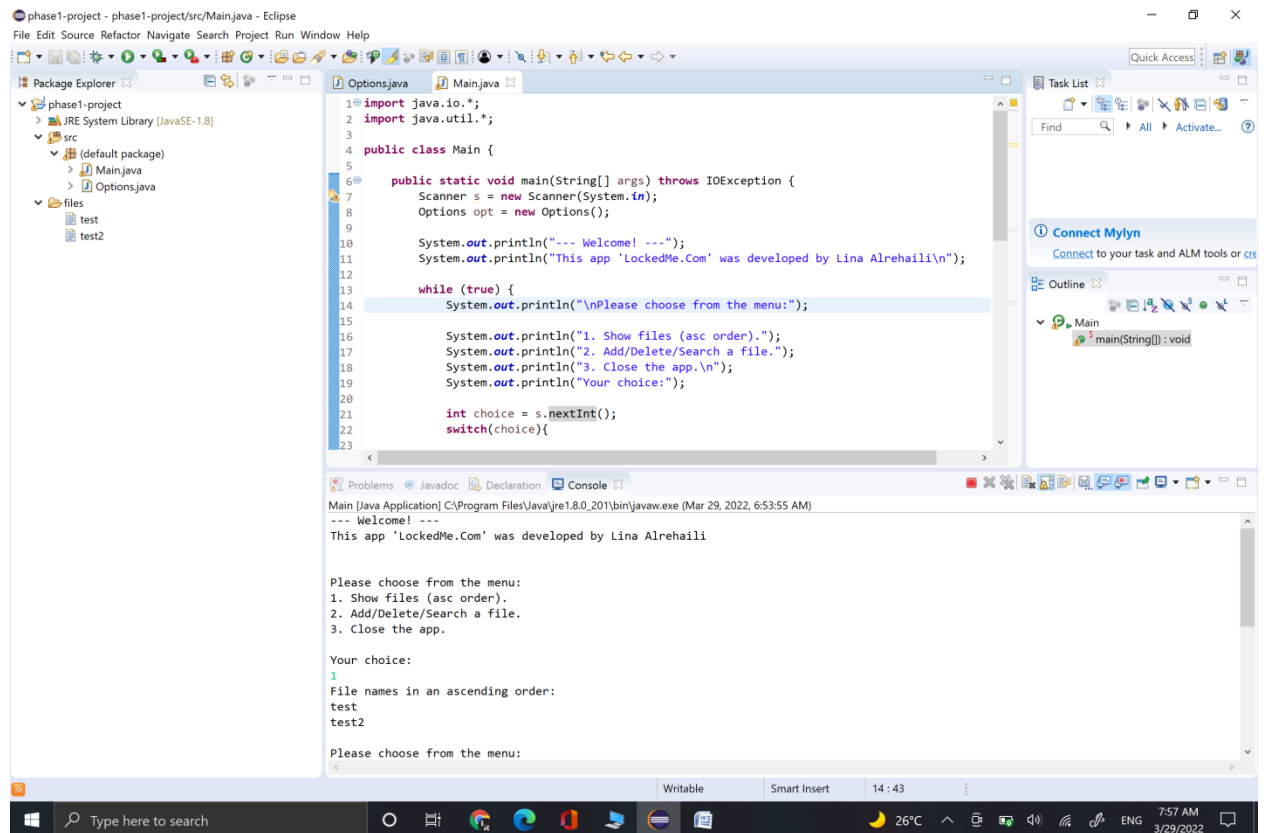 phase1-project - phase1-project/src/Main.java - Eclipse
File Edit Source Refactor Navigate Search Project Run Window Help
Quick Access
Package Explorer
phase1-project
JRE System Library [JavaSE-1.8]
src
(default package)
Main.java
Options.java
files
test
test2
Options.java
Main.java
1 import java.io.*;
2 import java.util.*;
3
4 public class Main {
5
6 public static void main(String[] args) throws IOException {
7 Scanner s = new Scanner(System.in);
8 Options opt = new Options();
9
10 System.out.println("--- Welcome! ---");
11 System.out.println("This app 'LockedMe.Com' was developed by Lina Alrehaili\n");
12
13 while (true) {
14 System.out.println("\nPlease choose from the menu:");
15
16 System.out.println("1. Show files (asc order).");
17 System.out.println("2. Add/Delete/Search a file.");
18 System.out.println("3. Close the app.\n");
19 System.out.println("Your choice:");
20
21 int choice = s.nextInt();
22 switch(choice){
23
Task List
Find All Activate...
Connect Mylyn
Connect to your task and ALM tools or cre
Outline
Main
main(String[]) : void
Problems Javadoc Declaration Console
Main [Java Application] C:\Program Files\Java\jre1.8.0_201\bin\javaw.exe (Mar 29, 2022, 6:53:55 AM)
--- Welcome! ---
This app 'LockedMe.Com' was developed by Lina Alrehaili
Please choose from the menu:
1. Show files (asc order).
2. Add/Delete/Search a file.
3. Close the app.
Your choice:
1
File names in an ascending order:
test
test2
Please choose from the menu:
Writable Smart Insert 14 : 43
Type here to search
26°C ENG 7:57 AM
3/29/2022